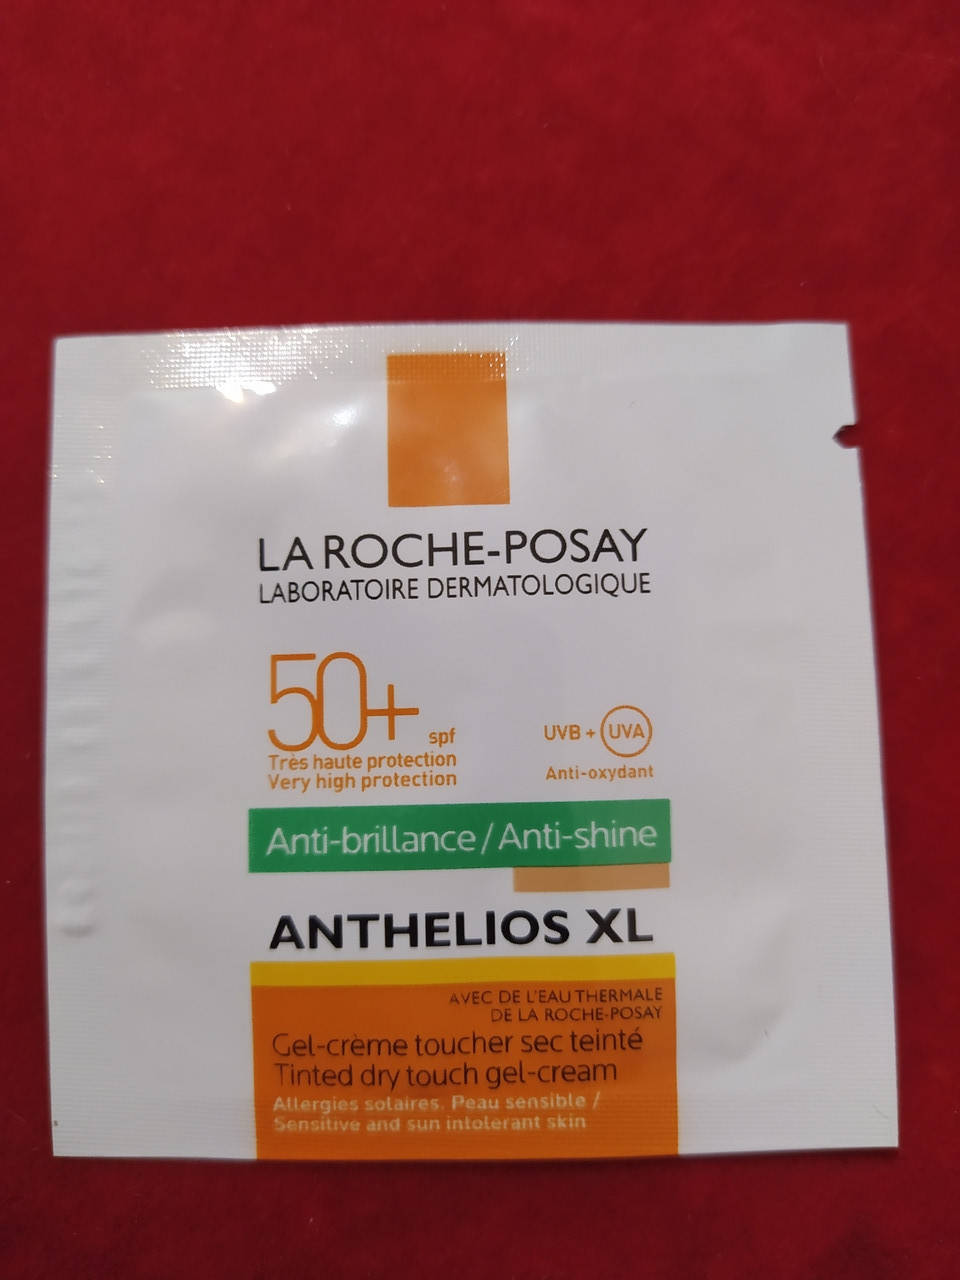 LA ROCHE-POSAY
LABORATOIRE DERMATOLOGIQUE
50+ spf
Très haute protection
Very high protection
UVB + UVA
Anti-oxydant
Anti-brillance / Anti-shine
ANTHELIOS XL
AVEC DE L'EAU THERMALE
DE LA ROCHE-POSAY
Gel-crème toucher sec teinté
Tinted dry touch gel-cream
Allergies solaires. Peau sensible /
Sensitive and sun intolerant skin